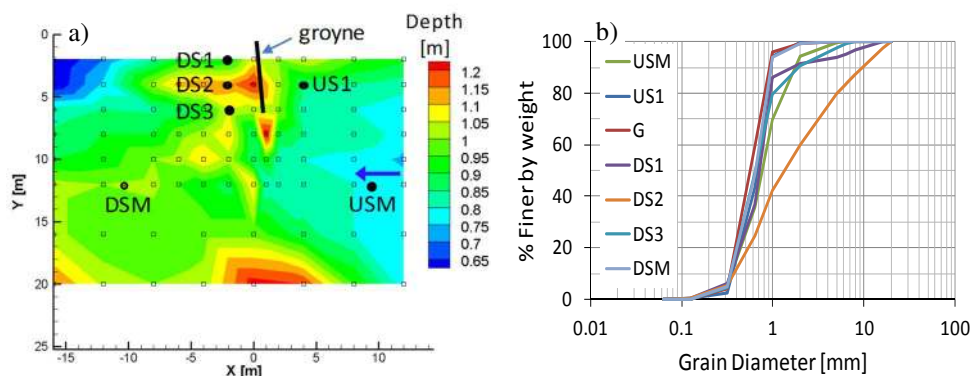 a)
groyne
Depth
[m]
DS1
DS2
US1
DS3
DSM
USM
0
5
10
15
20
25
Y [m]
-15
-10
-5
0
5
10
X [m]
1.2
1.15
1.1
1.05
1
0.95
0.9
0.85
0.8
0.75
0.7
0.65
b)
100
80
60
40
20
0
% Finer by weight
USM
US1
G
DS1
DS2
DS3
DSM
0.01
0.1
1
10
100
Grain Diameter [mm]